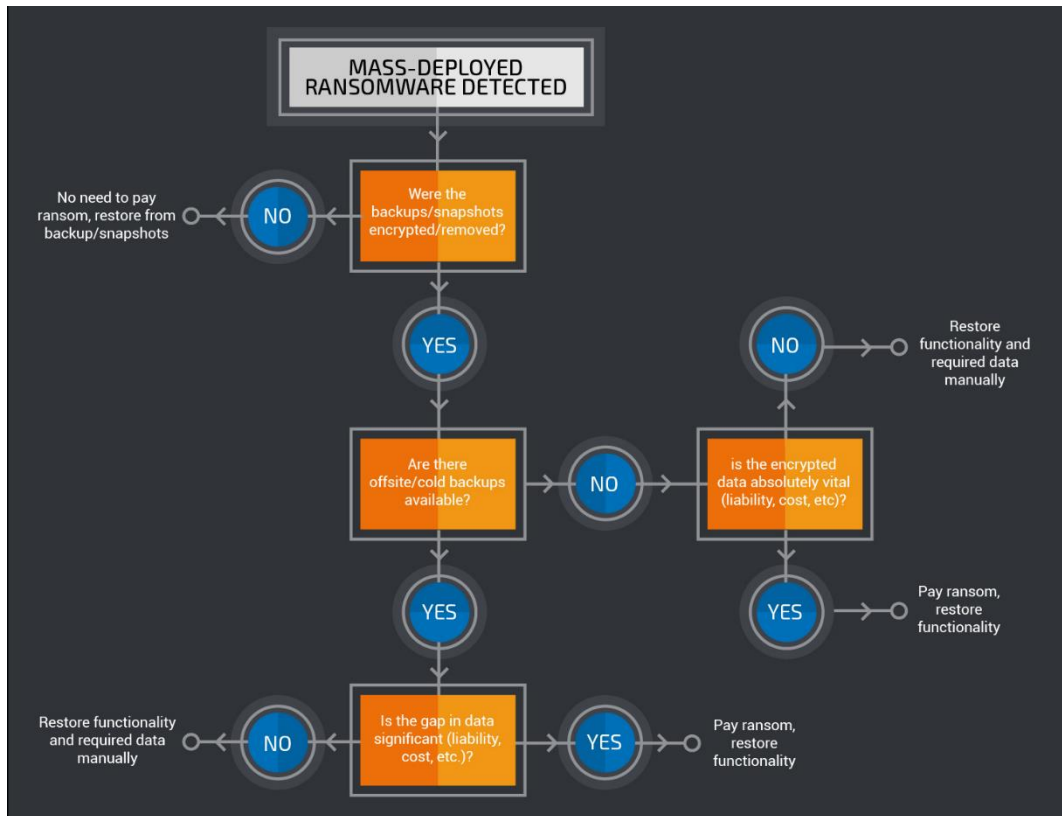 MASS-DEPLOYED
RANSOMWARE DETECTED
No need to pay
ransom, restore from
backup/snapshots
NO
Were the
backups/snapshots
encrypted/removed?
YES
NO
Restore
functionality and
required data
manually
Are there
offsite/cold backups
available?
NO
is the encrypted
data absolutely vital
(liability, cost, etc)?
YES
YES
Pay ransom,
restore
functionality
Restore functionality
and required data
manually
NO
Is the gap in data
significant (liability,
cost, etc.)?
YES
Pay ransom,
restore
functionality